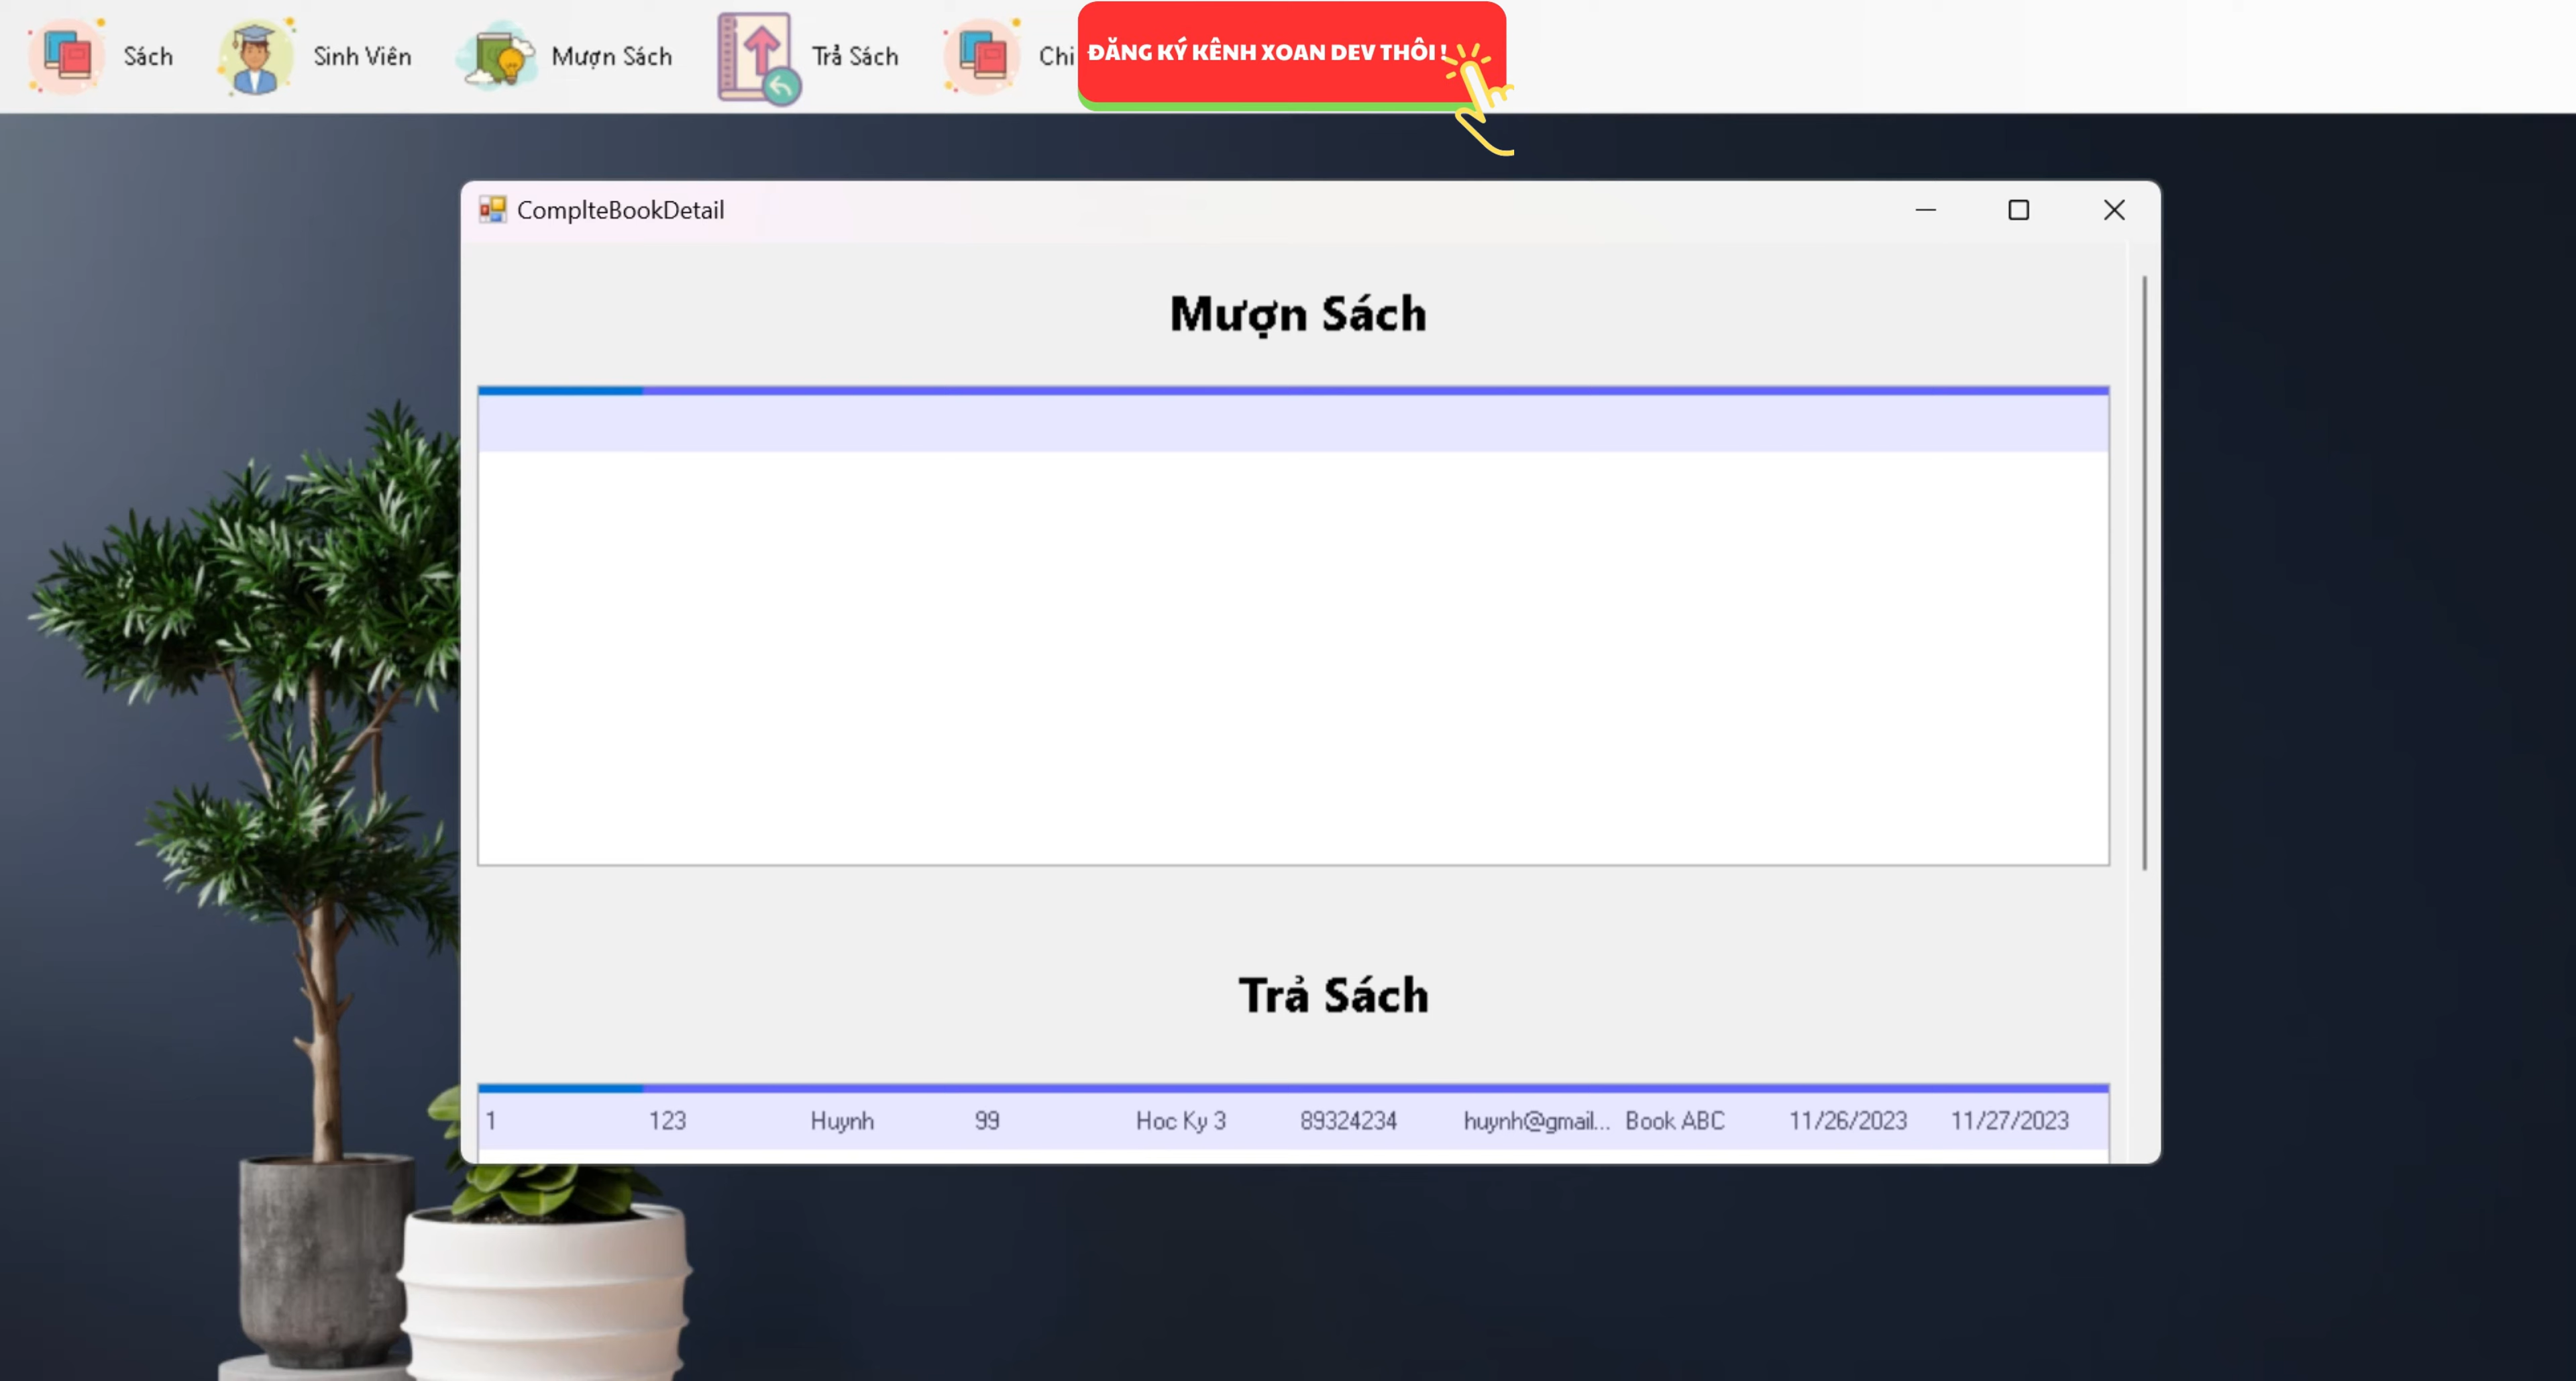 Sách Sinh Viên Mượn Sách Trả Sách Chi
ĐĂNG KÝ KÊNH XOAN DEV THÔI !
ComplteBookDetail
Mượn Sách
Trả Sách
1 123 Huynh 99 Hoc Ky 3 89324234 huynh@gmail... Book ABC 11/26/2023 11/27/2023